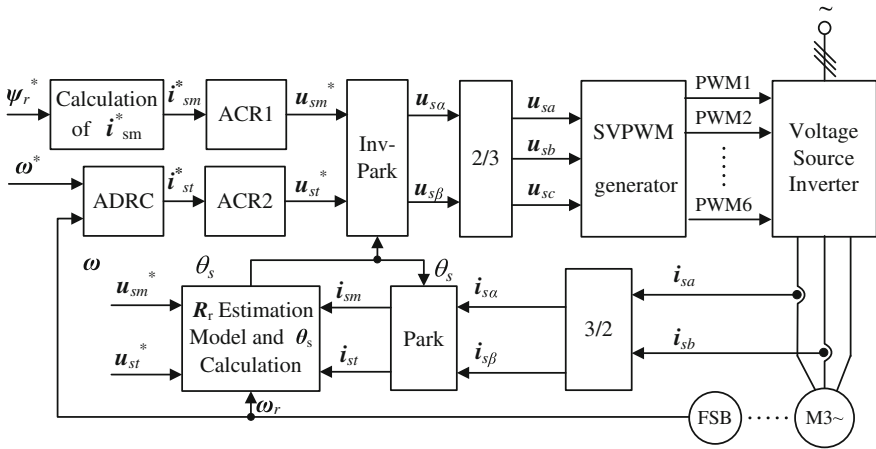 ~
ψr*
Calculation of i*sm
i*sm
ACR1
usm*
Inv-Park
usα
usβ
2/3
usa
usb
usc
SVPWM generator
PWM1
PWM2
PWM6
Voltage Source Inverter
ω*
ADRC
i*st
ACR2
ust*
ω
θs
θs
usm*
ust*
Rr Estimation Model and θs Calculation
ism
ist
Park
isα
isβ
3/2
isa
isb
ωr
FSB
M3~